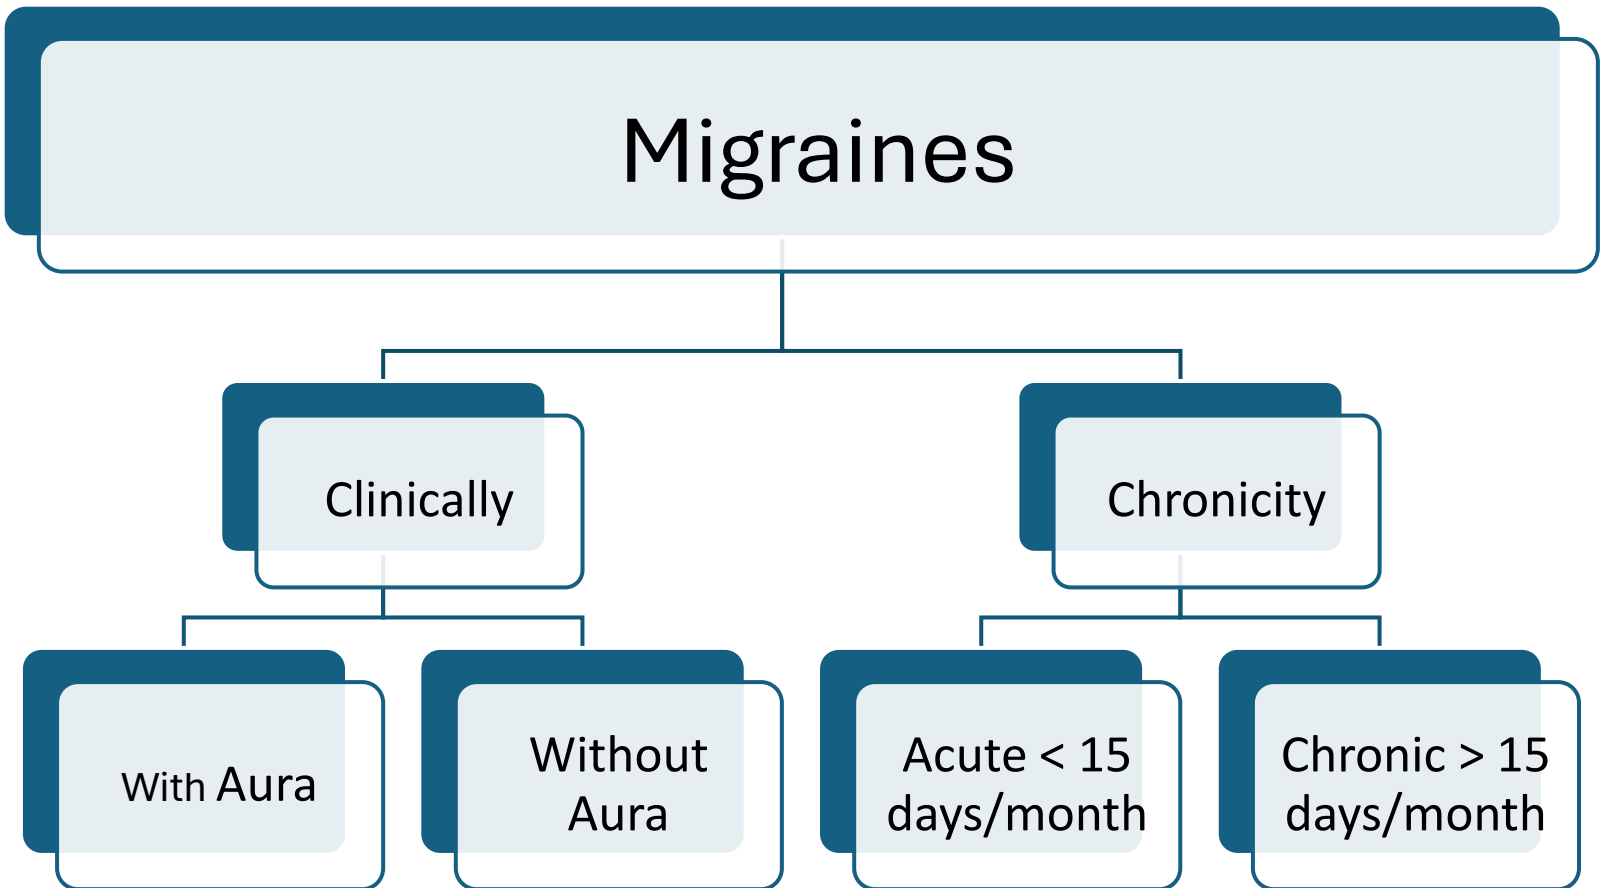 Migraines
Clinically
Chronicity
With Aura
Without
Aura
Acute < 15
days/month
Chronic > 15
days/month